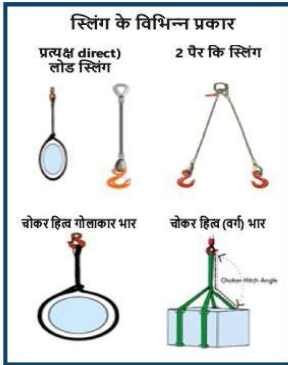 स्लिंग के विभिन्न प्रकार
प्रत्यक्ष direct)
लोड स्लिंग
2 पैर कि स्लिंग
चोकर हित्च गोलाकार भार
चोकर हित्च (वर्ग) भार
Choker Hitch Angle